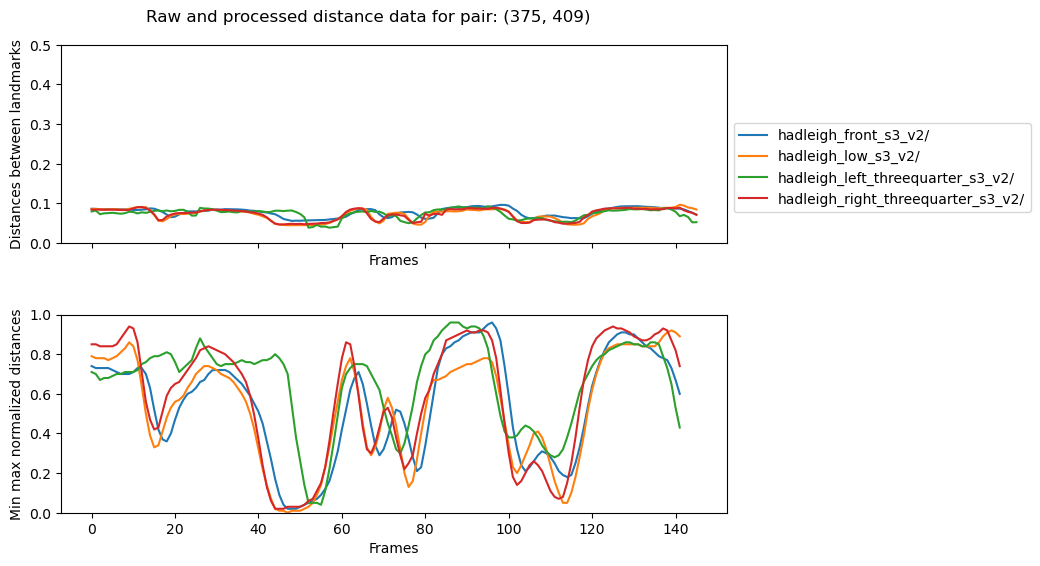 Raw and processed distance data for pair: (375, 409)
Distances between landmarks
0.5
0.4
0.3
0.2
0.1
0.0
Frames
hadleigh_front_s3_v2/
hadleigh_low_s3_v2/
hadleigh_left_threequarter_s3_v2/
hadleigh_right_threequarter_s3_v2/
Min max normalized distances
1.0
0.8
0.6
0.4
0.2
0.0
0 20 40 60 80 100 120 140
Frames